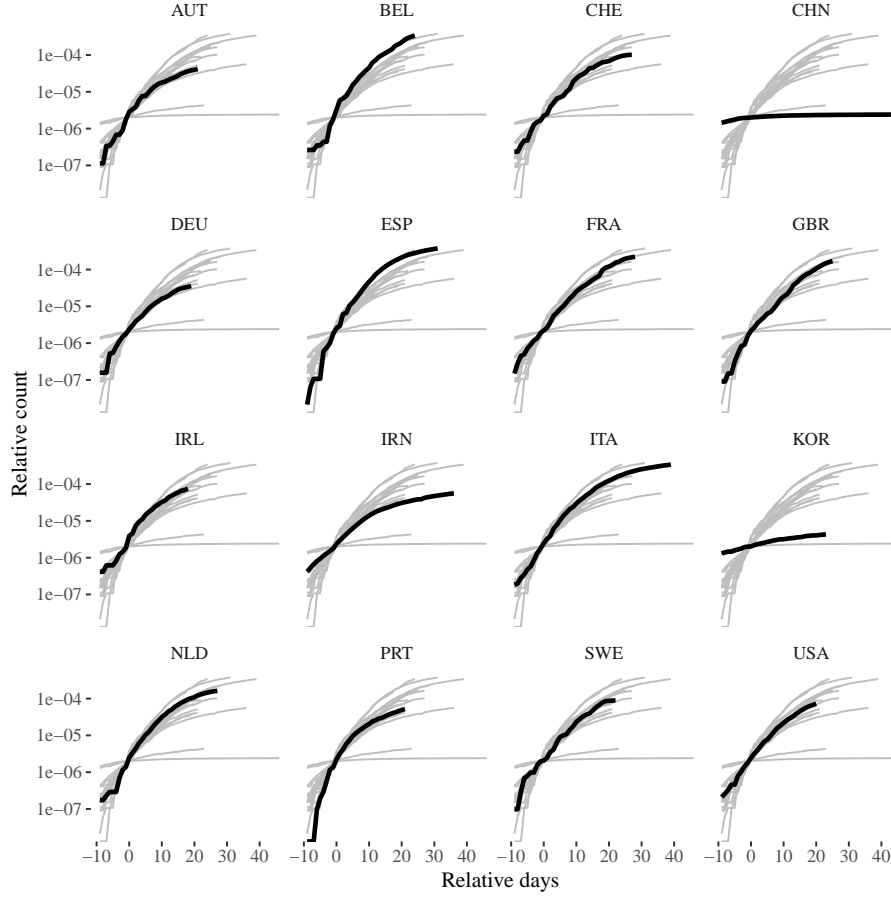 AUT BEL CHE CHN
1e−04
1e−05
1e−06
1e−07
DEU ESP FRA GBR
1e−04
1e−05
1e−06
1e−07
Relative count
IRL IRN ITA KOR
1e−04
1e−05
1e−06
1e−07
NLD PRT SWE USA
1e−04
1e−05
1e−06
1e−07
−10 0 10 20 30 40 −10 0 10 20 30 40 −10 0 10 20 30 40 −10 0 10 20 30 40
Relative days